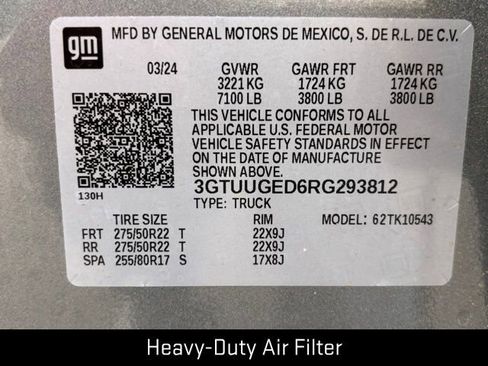 gm
MFD BY GENERAL MOTORS DE MEXICO, S. DE R.L. DE C.V.
03/24 GVWR GAWR FRT GAWR RR
3221 KG 1724 KG 1724 KG
7100 LB 3800 LB 3800 LB
THIS VEHICLE CONFORMS TO ALL
APPLICABLE U.S. FEDERAL MOTOR
VEHICLE SAFETY STANDARDS IN EFFECT
ON THE DATE OF MANUFACTURE
SHOWN ABOVE.
3GTUUGED6RG293812
130H
TYPE: TRUCK
TIRE SIZE RIM MODEL: 62TK10543
FRT 275/50R22 T 22X9J
RR 275/50R22 T 22X9J
SPA 255/80R17 S 17X8J
Heavy-Duty Air Filter